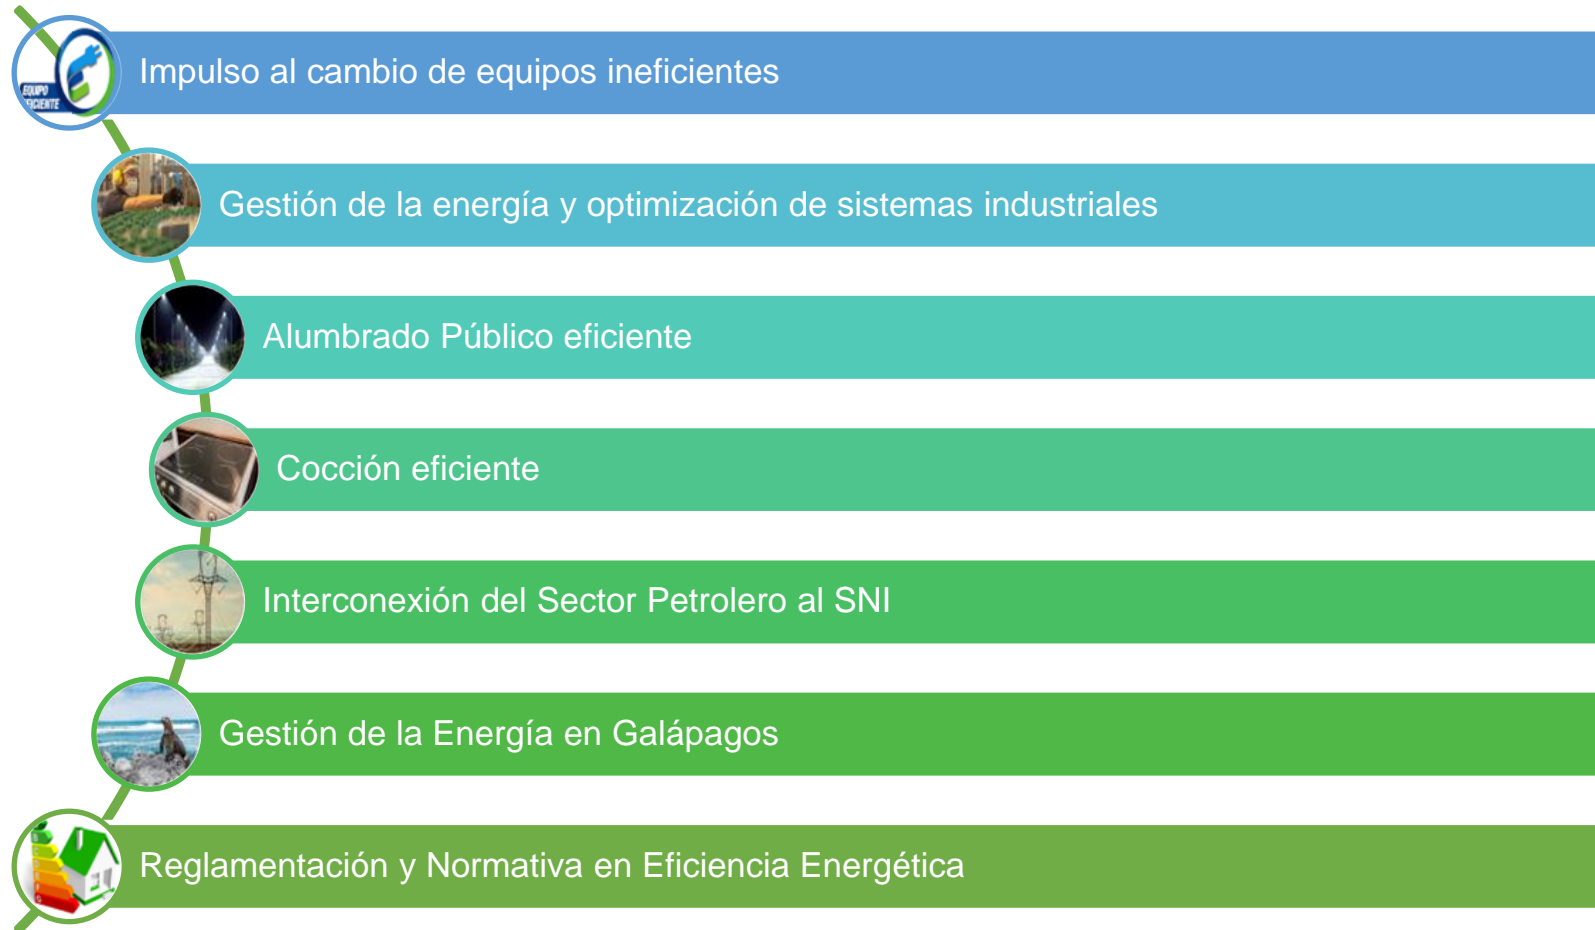 EQUIPO
Impulso al cambio de equipos ineficientes
Gestión de la energía y optimización de sistemas industriales
Alumbrado Público eficiente
Cocción eficiente
Interconexión del Sector Petrolero al SNI
Gestión de la Energía en Galápagos
Reglamentación y Normativa en Eficiencia Energética